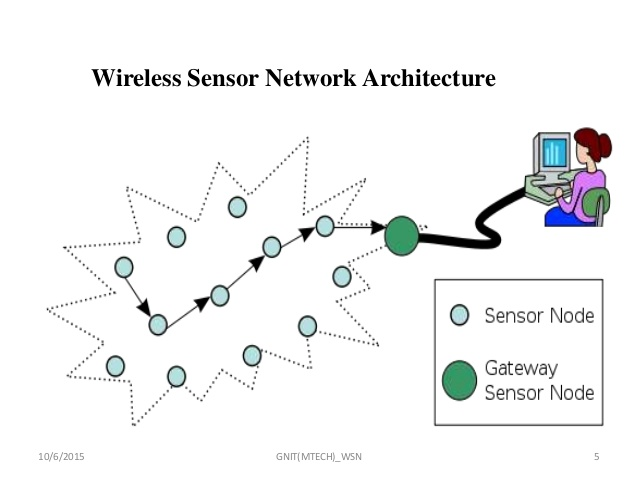 Wireless Sensor Network Architecture
Sensor Node
Gateway
Sensor Node
10/6/2015
GNIT(MTECH)_WSN
5